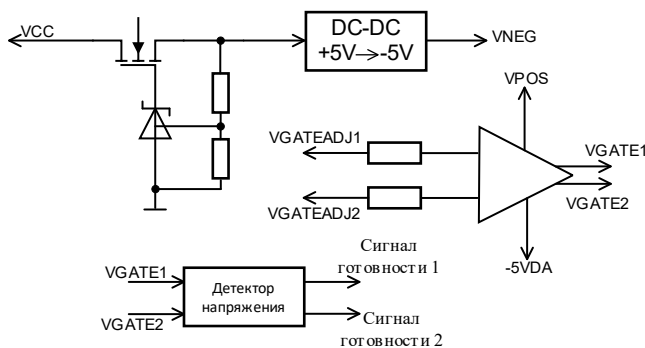 VCC
DC-DC
+5V→-5V
VNEG
VPOS
VGATEADJ1
VGATE1
VGATEADJ2
VGATE2
-5VDA
Сигнал
готовности 1
VGATE1
Детектор
напряжения
VGATE2
Сигнал
готовности 2